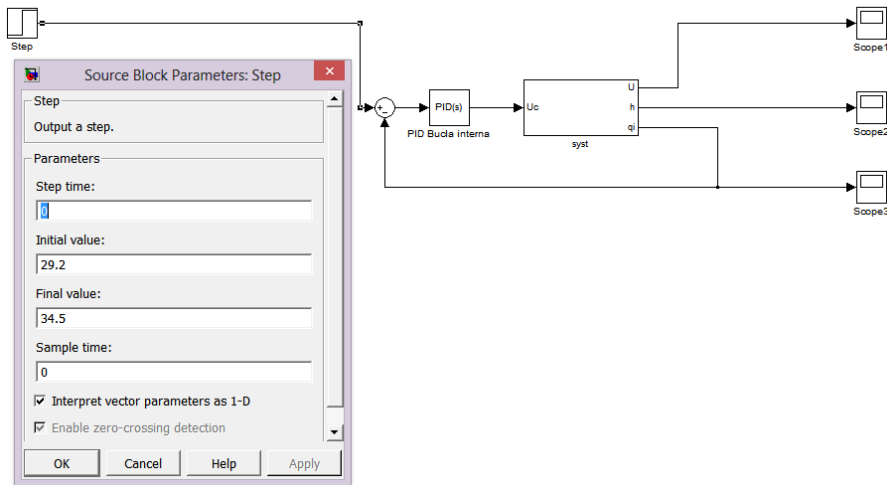 Step
Source Block Parameters: Step
Step
Output a step.
Parameters
Step time:
0
Initial value:
29.2
Final value:
34.5
Sample time:
0
Interpret vector parameters as 1-D
Enable zero-crossing detection
OK
Cancel
Help
Apply
+
−
PID(s)
PID Bucla interna
Uc
U
h
qi
syst
Scope1
Scope2
Scope3